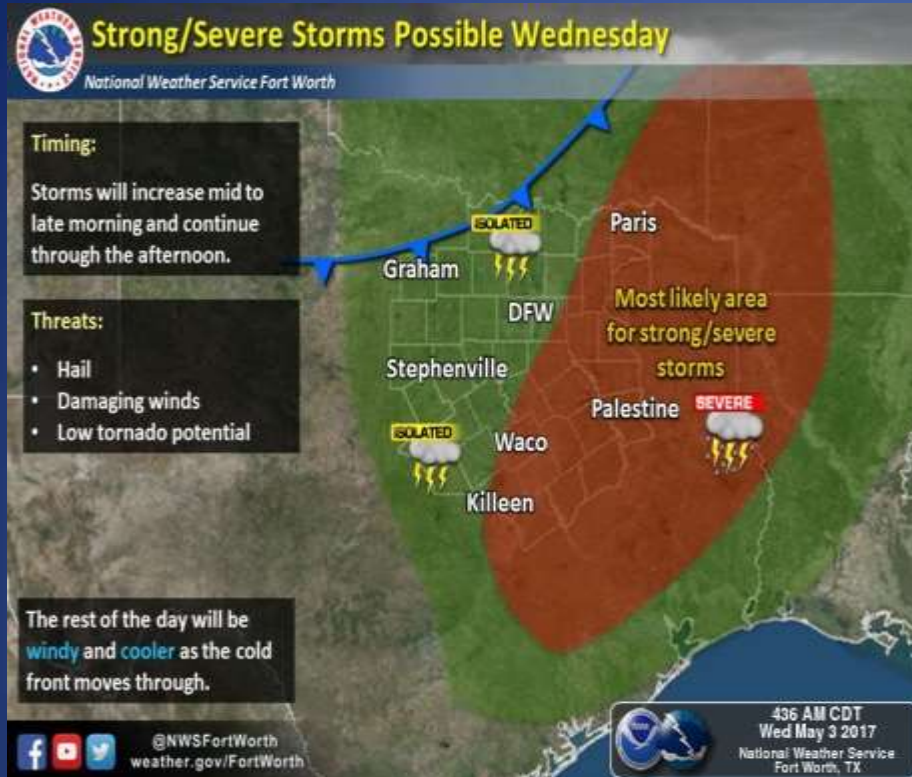 Strong/Severe Storms Possible Wednesday
National Weather Service Fort Worth
Timing:
Storms will increase mid to
late morning and continue
through the afternoon.
Threats:
• Hail
• Damaging winds
• Low tornado potential
The rest of the day will be
windy and cooler as the cold
front moves through.
ISOLATED
Paris
Graham
DFW
Most likely area
for strong/severe
storms
Stephenville
Palestine
SEVERE
ISOLATED
Waco
Killeen
@NWSFortWorth
weather.gov/FortWorth
436 AM CDT
Wed May 3 2017
National Weather Service
Fort Worth, TX